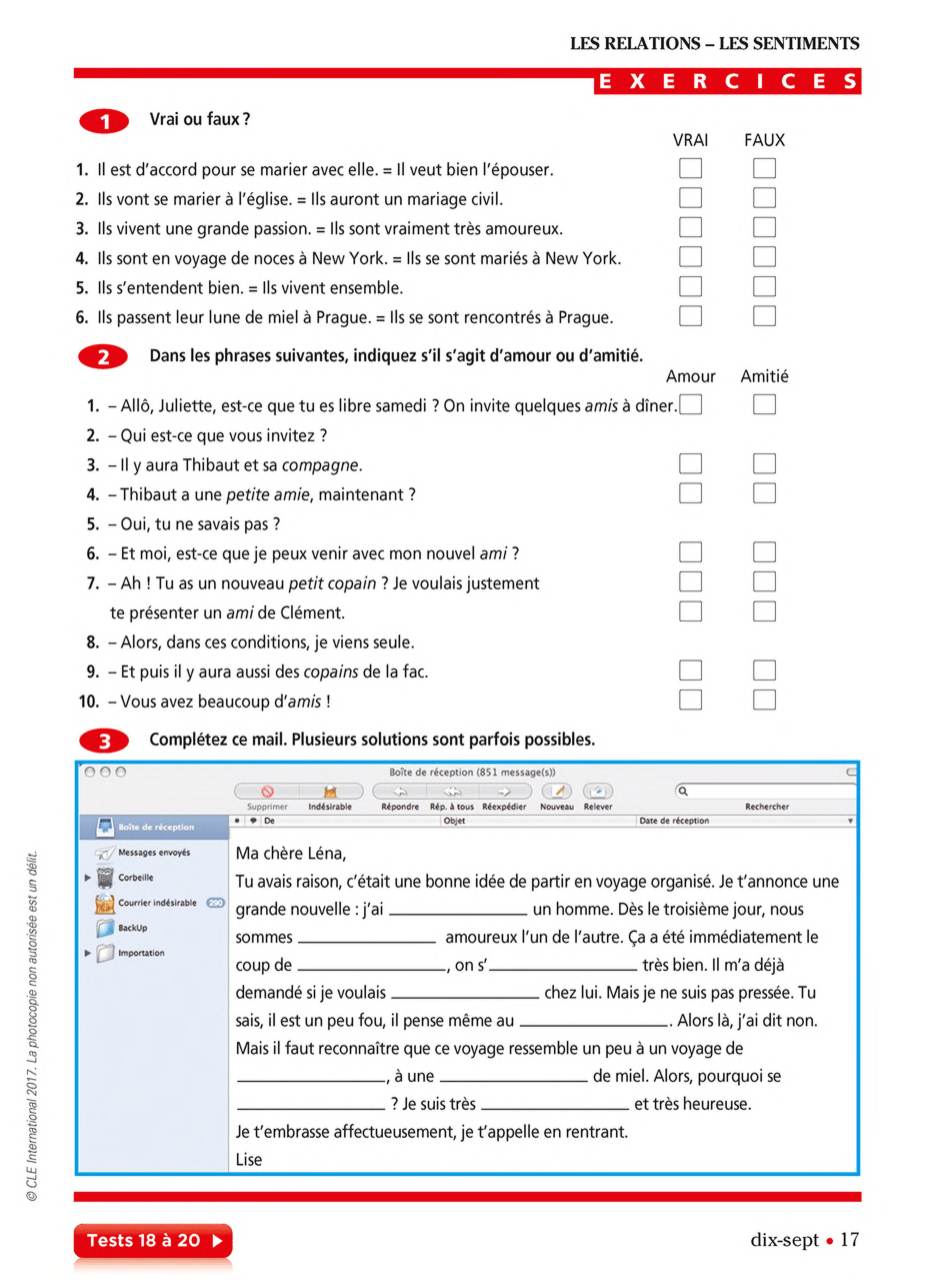 LES RELATIONS – LES SENTIMENTS
EXERCICES
1 Vrai ou faux ?
VRAI FAUX
1. Il est d'accord pour se marier avec elle. = Il veut bien l'épouser.
2. Ils vont se marier à l'église. = Ils auront un mariage civil.
3. Ils vivent une grande passion. = Ils sont vraiment très amoureux.
4. Ils sont en voyage de noces à New York. = Ils se sont mariés à New York.
5. Ils s'entendent bien. = Ils vivent ensemble.
6. Ils passent leur lune de miel à Prague. = Ils se sont rencontrés à Prague.
2 Dans les phrases suivantes, indiquez s'il s'agit d'amour ou d'amitié.
Amour Amitié
1. – Allô, Juliette, est-ce que tu es libre samedi ? On invite quelques amis à dîner.
2. – Qui est-ce que vous invitez ?
3. – Il y aura Thibaut et sa compagne.
4. – Thibaut a une petite amie, maintenant ?
5. – Oui, tu ne savais pas ?
6. – Et moi, est-ce que je peux venir avec mon nouvel ami ?
7. – Ah ! Tu as un nouveau petit copain ? Je voulais justement
te présenter un ami de Clément.
8. – Alors, dans ces conditions, je viens seule.
9. – Et puis il y aura aussi des copains de la fac.
10. – Vous avez beaucoup d'amis !
3 Complétez ce mail. Plusieurs solutions sont parfois possibles.
Boîte de réception (851 message(s))
Supprimer Indésirable Répondre Rép. à tous Réexpédier Nouveau Relever Rechercher
De Objet Date de réception
Boîte de réception
Messages envoyés
Corbeille
Courrier indésirable 290
BackUp
Importation
Ma chère Léna,
Tu avais raison, c'était une bonne idée de partir en voyage organisé. Je t'annonce une
grande nouvelle : j'ai ________ un homme. Dès le troisième jour, nous
sommes ________ amoureux l'un de l'autre. Ça a été immédiatement le
coup de ________, on s'________ très bien. Il m'a déjà
demandé si je voulais ________ chez lui. Mais je ne suis pas pressée. Tu
sais, il est un peu fou, il pense même au ________. Alors là, j'ai dit non.
Mais il faut reconnaître que ce voyage ressemble un peu à un voyage de
________, à une ________ de miel. Alors, pourquoi se
________ ? Je suis très ________ et très heureuse.
Je t'embrasse affectueusement, je t'appelle en rentrant.
Lise
© CLE International 2017. La photocopie non autorisée est un délit.
Tests 18 à 20
dix-sept • 17